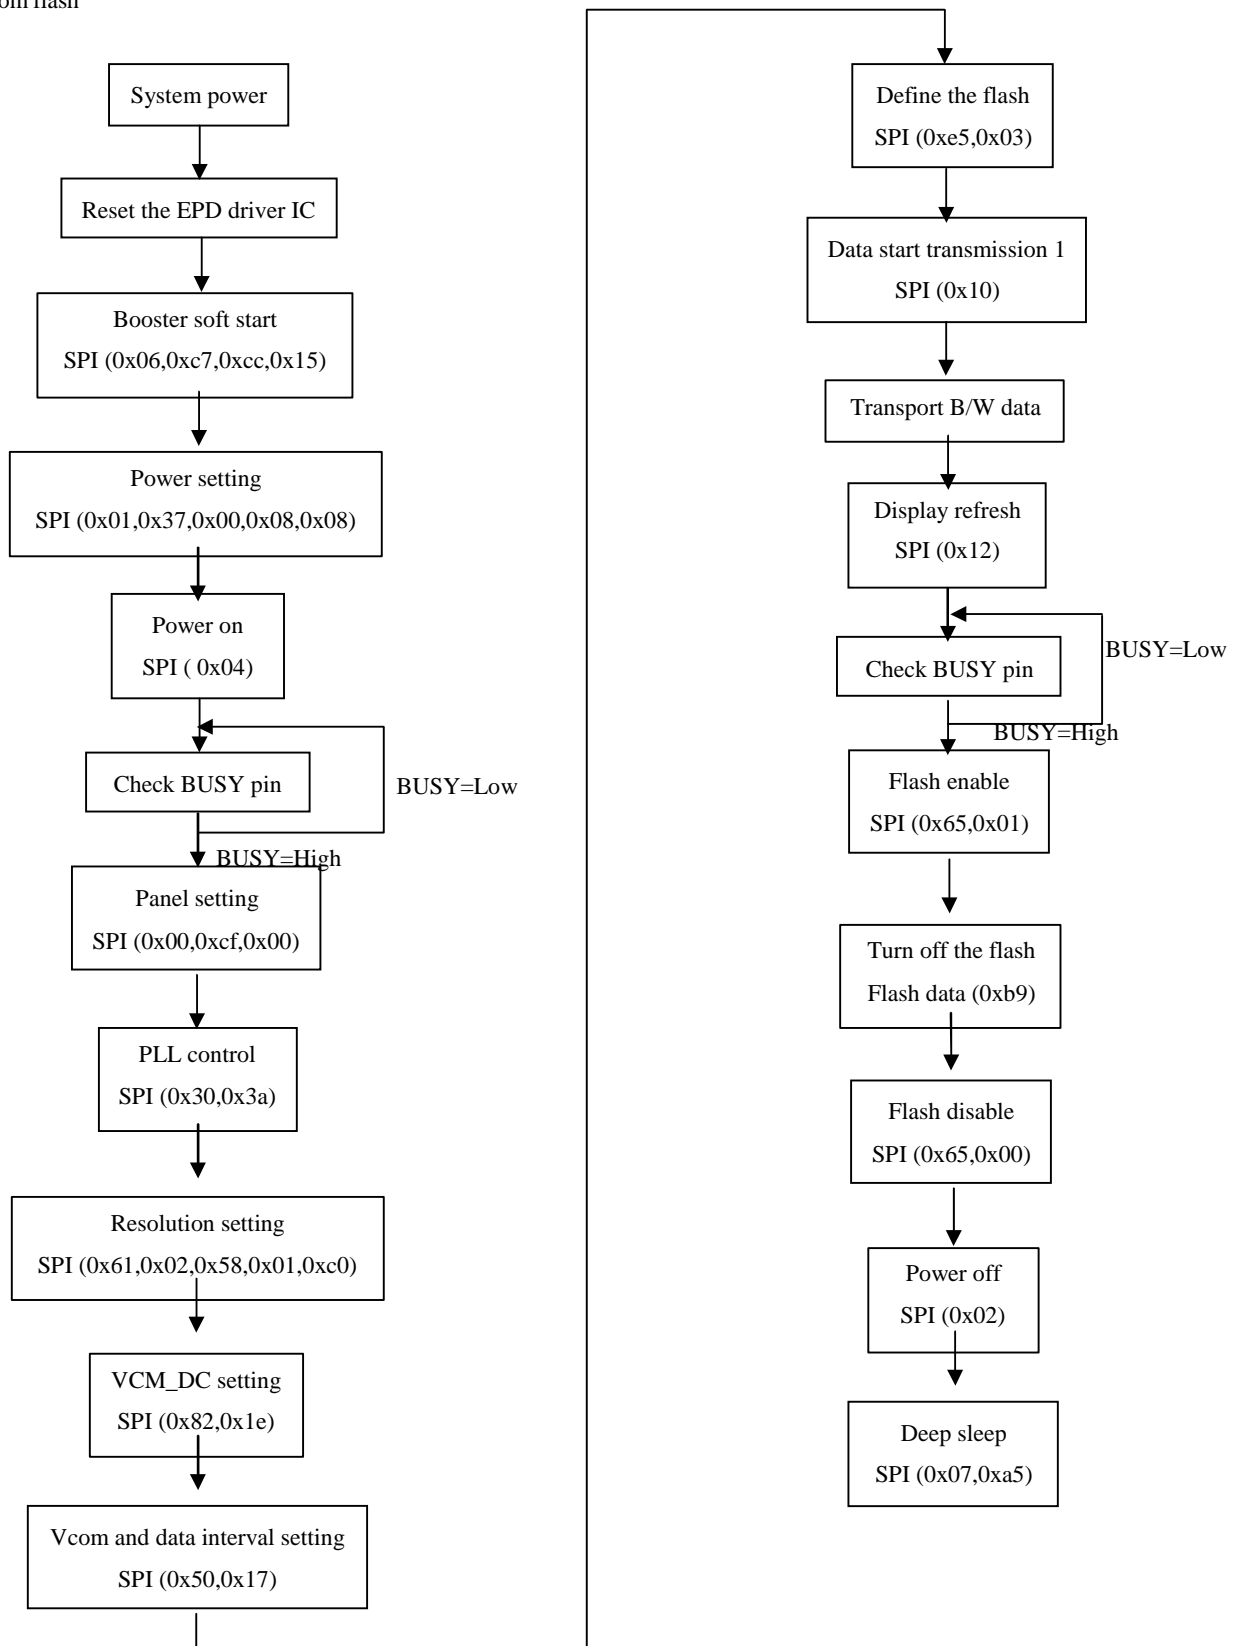 flash
System power
Reset the EPD driver IC
Booster soft start
SPI (0x06,0xc7,0xcc,0x15)
Power setting
SPI (0x01,0x37,0x00,0x08,0x08)
Power on
SPI ( 0x04)
Check BUSY pin
BUSY=Low
BUSY=High
Panel setting
SPI (0x00,0xcf,0x00)
PLL control
SPI (0x30,0x3a)
Resolution setting
SPI (0x61,0x02,0x58,0x01,0xc0)
VCM_DC setting
SPI (0x82,0x1e)
Vcom and data interval setting
SPI (0x50,0x17)
Define the flash
SPI (0xe5,0x03)
Data start transmission 1
SPI (0x10)
Transport B/W data
Display refresh
SPI (0x12)
Check BUSY pin
BUSY=Low
BUSY=High
Flash enable
SPI (0x65,0x01)
Turn off the flash
Flash data (0xb9)
Flash disable
SPI (0x65,0x00)
Power off
SPI (0x02)
Deep sleep
SPI (0x07,0xa5)